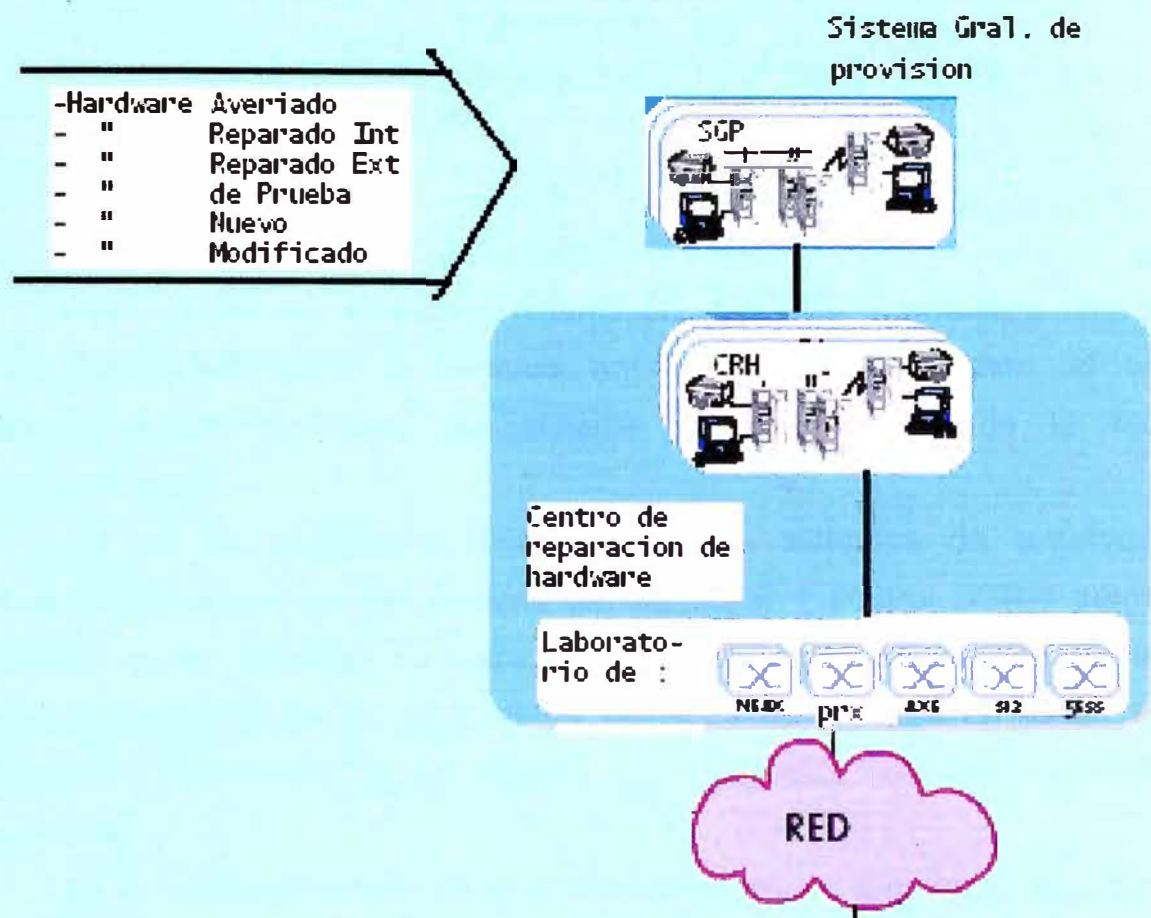 Sistema Gral. de
provision
-Hardware Averiado
- " Reparado Int
- " Reparado Ext
- " de Prueba
- " Nuevo
- " Modificado
SGP
CRH
Centro de
reparacion de
hardware
Laborato-
rio de :
prx
AXE
S12
5ESS
RED